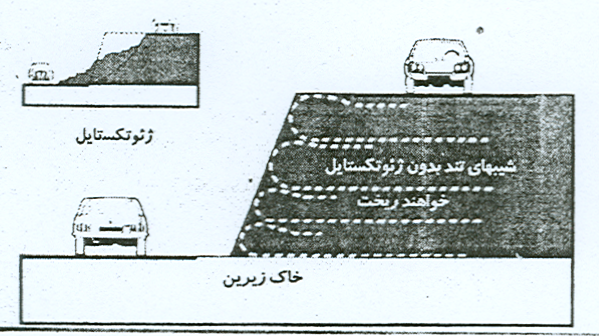 ژئوتکستایل
شیبهای تند بدون ژئوتکستایل
خواهند ریخت
خاک زیرین